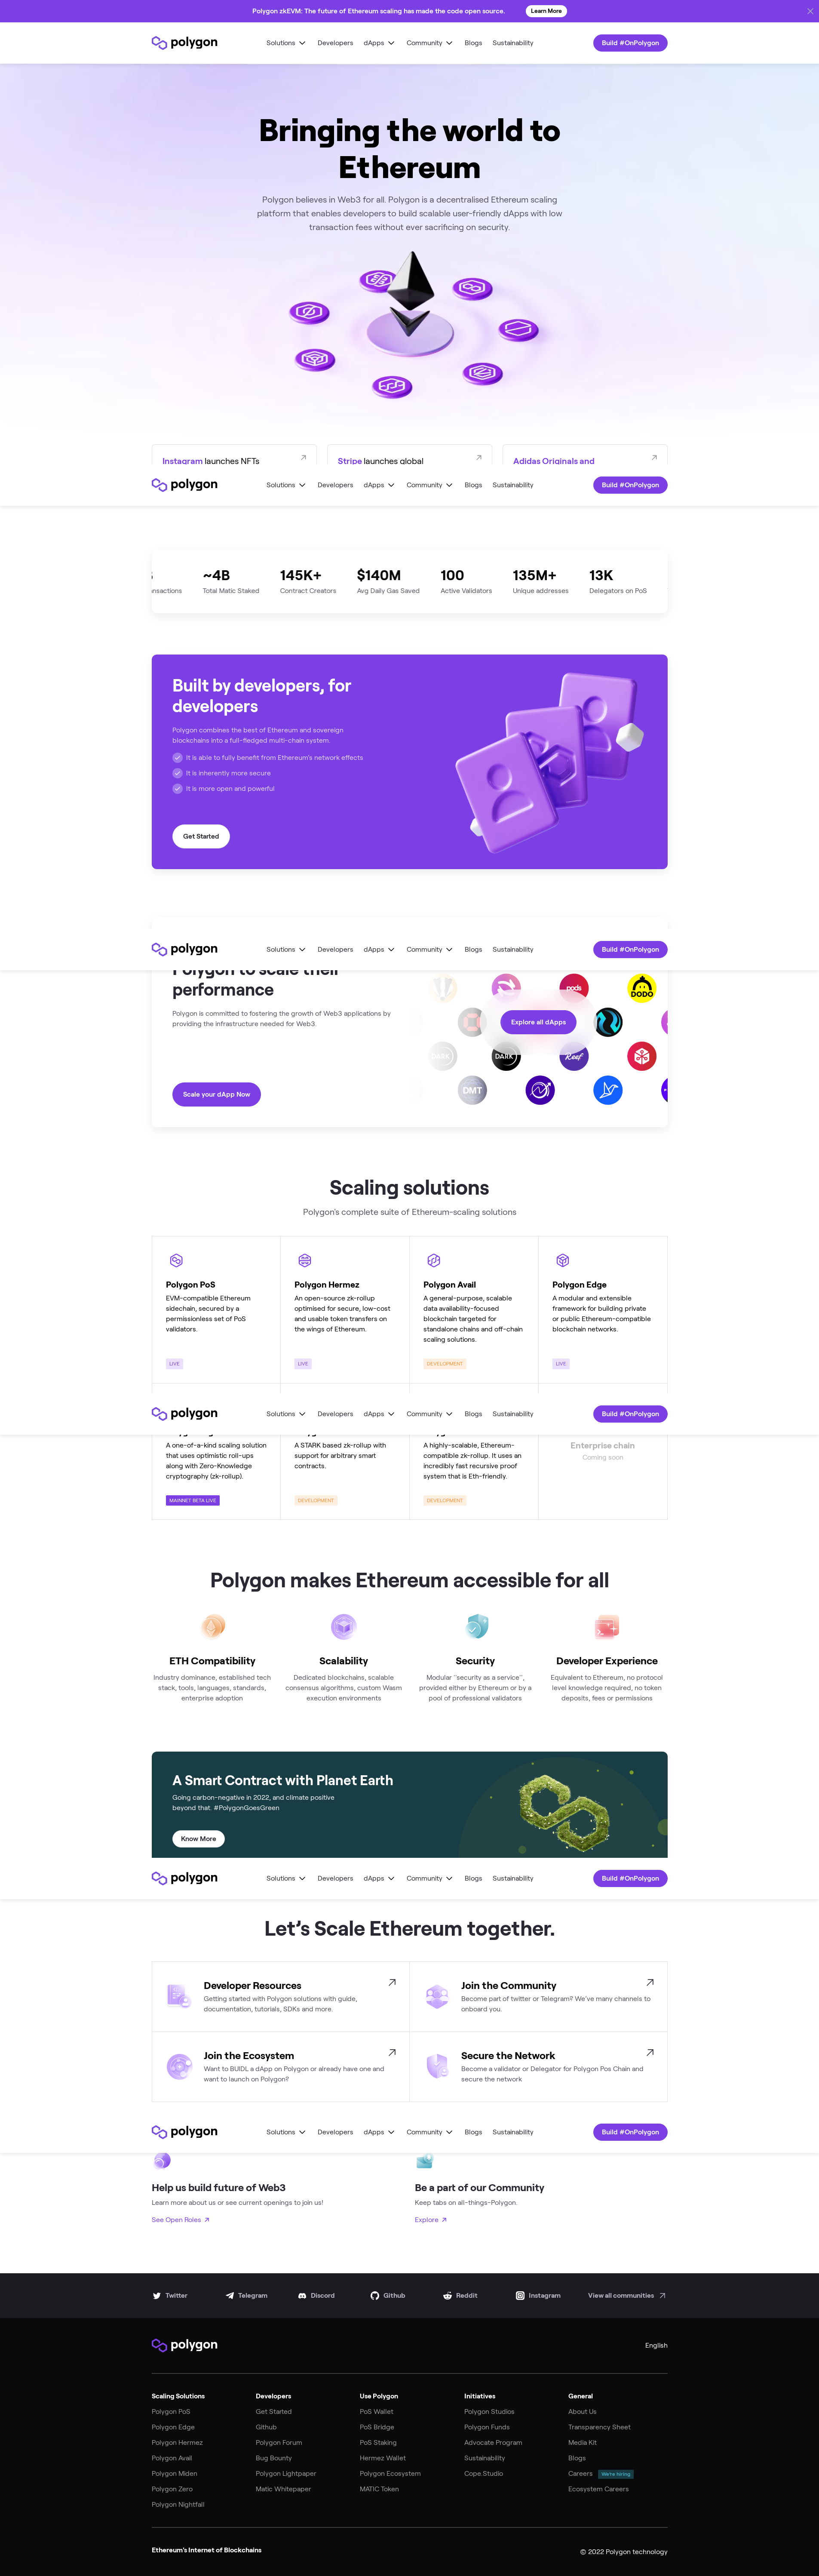 Polygon zkEVM: The future of Ethereum scaling has made the code open source. Learn More
polygon Solutions Developers dApps Community Blogs Sustainability Build #OnPolygon
Bringing the world to
Ethereum
Polygon believes in Web3 for all. Polygon is a decentralised Ethereum scaling
platform that enables developers to build scalable user-friendly dApps with low
transaction fees without ever sacrificing on security.
Instagram launches NFTs
Stripe launches global
Adidas Originals and
polygon Solutions Developers dApps Community Blogs Sustainability Build #OnPolygon
~4B 145K+ $140M 100 135M+ 13K
Total Matic Staked Contract Creators Avg Daily Gas Saved Active Validators Unique addresses Delegators on PoS
Built by developers, for
developers
Polygon combines the best of Ethereum and sovereign
blockchains into a full-fledged multi-chain system.
It is able to fully benefit from Ethereum's network effects
It is inherently more secure
It is more open and powerful
Get Started
polygon Solutions Developers dApps Community Blogs Sustainability Build #OnPolygon
Polygon to scale their
performance
Polygon is committed to fostering the growth of Web3 applications by
providing the infrastructure needed for Web3.
Scale your dApp Now
pods
DODO
Explore all dApps
DARK
DARK
Reef
DMT
Scaling solutions
Polygon's complete suite of Ethereum-scaling solutions
Polygon PoS
EVM-compatible Ethereum
sidechain, secured by a
permissionless set of PoS
validators.
LIVE
Polygon Hermez
An open-source zk-rollup
optimised for secure, low-cost
and usable token transfers on
the wings of Ethereum.
LIVE
Polygon Avail
A general-purpose, scalable
data availability-focused
blockchain targeted for
standalone chains and off-chain
scaling solutions.
DEVELOPMENT
Polygon Edge
A modular and extensible
framework for building private
or public Ethereum-compatible
blockchain networks.
LIVE
polygon Solutions Developers dApps Community Blogs Sustainability Build #OnPolygon
A one-of-a-kind scaling solution
that uses optimistic roll-ups
along with Zero-Knowledge
cryptography (zk-rollup).
MAINNET BETA LIVE
A STARK based zk-rollup with
support for arbitrary smart
contracts.
DEVELOPMENT
A highly-scalable, Ethereum-
compatible zk-rollup. It uses an
incredibly fast recursive proof
system that is Eth-friendly.
DEVELOPMENT
Enterprise chain
Coming soon
Polygon makes Ethereum accessible for all
ETH Compatibility
Industry dominance, established tech
stack, tools, languages, standards,
enterprise adoption
Scalability
Dedicated blockchains, scalable
consensus algorithms, custom Wasm
execution environments
Security
Modular "security as a service",
provided either by Ethereum or by a
pool of professional validators
Developer Experience
Equivalent to Ethereum, no protocol
level knowledge required, no token
deposits, fees or permissions
A Smart Contract with Planet Earth
Going carbon-negative in 2022, and climate positive
beyond that. #PolygonGoesGreen
Know More
polygon Solutions Developers dApps Community Blogs Sustainability Build #OnPolygon
Let's Scale Ethereum together.
Developer Resources
Getting started with Polygon solutions with guide,
documentation, tutorials, SDKs and more.
Join the Community
Become part of twitter or Telegram? We've many channels to
onboard you.
Join the Ecosystem
Want to BUIDL a dApp on Polygon or already have one and
want to launch on Polygon?
Secure the Network
Become a validator or Delegator for Polygon Pos Chain and
secure the network
polygon Solutions Developers dApps Community Blogs Sustainability Build #OnPolygon
Help us build future of Web3
Learn more about us or see current openings to join us!
See Open Roles
Be a part of our Community
Keep tabs on all-things-Polygon.
Explore
Twitter Telegram Discord Github Reddit Instagram View all communities
polygon English
Scaling Solutions
Polygon PoS
Polygon Edge
Polygon Hermez
Polygon Avail
Polygon Miden
Polygon Zero
Polygon Nightfall
Developers
Get Started
Github
Polygon Forum
Bug Bounty
Polygon Lightpaper
Matic Whitepaper
Use Polygon
PoS Wallet
PoS Bridge
PoS Staking
Hermez Wallet
Polygon Ecosystem
MATIC Token
Initiatives
Polygon Studios
Polygon Funds
Advocate Program
Sustainability
Cope.Studio
General
About Us
Transparency Sheet
Media Kit
Blogs
Careers We're hiring
Ecosystem Careers
Ethereum's Internet of Blockchains
© 2022 Polygon technology